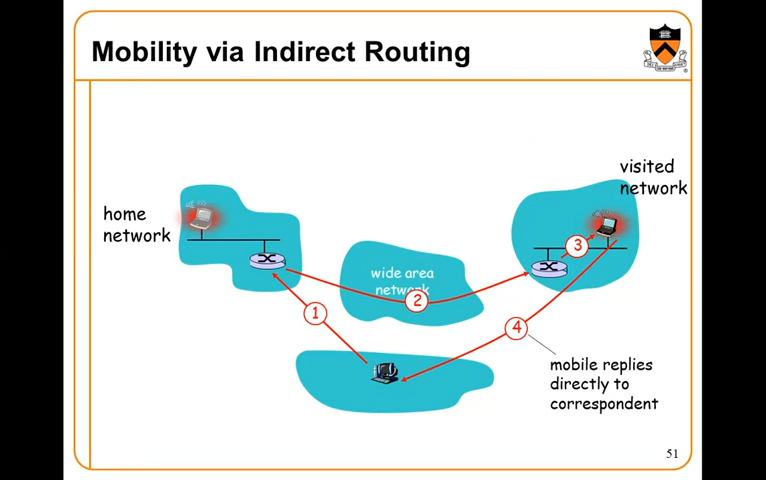 Mobility via Indirect Routing
visited
network
home
network
wide area
network
3
2
1
4
mobile replies
directly to
correspondent
51